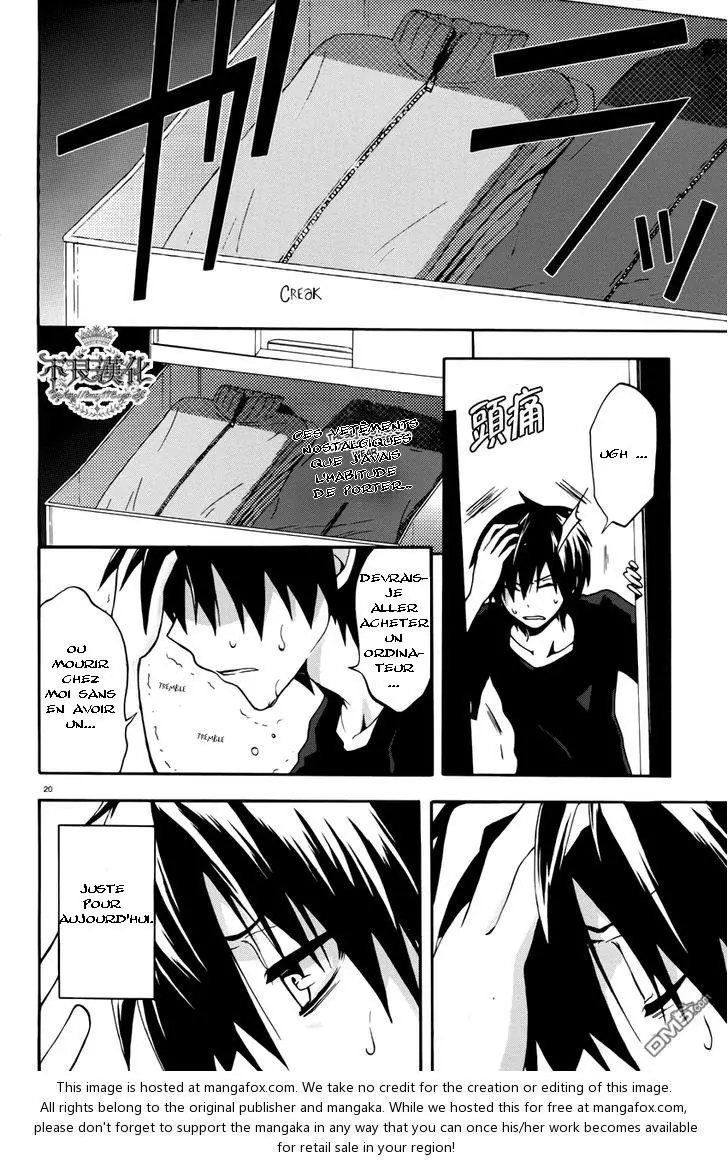 CREAK
不良漢化
CES VÊTEMENTS
NOSTALGIQUES
QUE J'AVAIS
L'HABITUDE
DE PORTER...
頭痛
UGH ...
DEVRAIS-
JE
ALLER
ACHETER
UN
ORDINA-
TEUR
...
OU
MOURIR
CHEZ
MOI SANS
EN AVOIR
UN...
TREMBLE
TREMBLE
20
JUSTE
POUR
AUJOURD'HUI.
This image is hosted at mangafox.com. We take no credit for the creation or editing of this image.
All rights belong to the original publisher and mangaka. While we hosted this for free at mangafox.com,
please don't forget to support the mangaka in any way that you can once his/her work becomes available
for retail sale in your region!